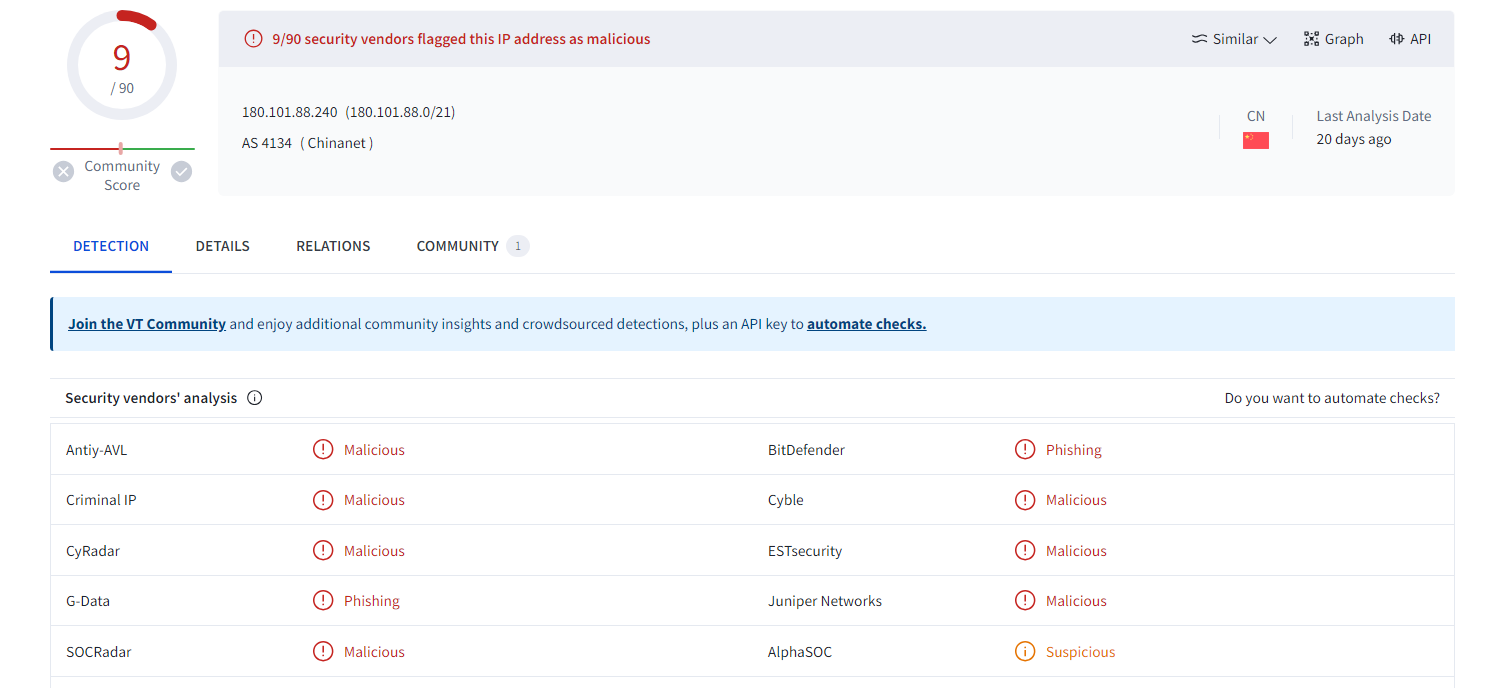 9
/ 90
Community
Score
9/90 security vendors flagged this IP address as malicious
Similar
Graph
API
180.101.88.240 (180.101.88.0/21)
AS 4134 ( Chinanet )
CN
Last Analysis Date
20 days ago
DETECTION
DETAILS
RELATIONS
COMMUNITY 1
Join the VT Community and enjoy additional community insights and crowdsourced detections, plus an API key to automate checks.
Security vendors' analysis
Do you want to automate checks?
Antiy-AVL Malicious BitDefender Phishing
Criminal IP Malicious Cyble Malicious
CyRadar Malicious ESTsecurity Malicious
G-Data Phishing Juniper Networks Malicious
SOCRadar Malicious AlphaSOC Suspicious